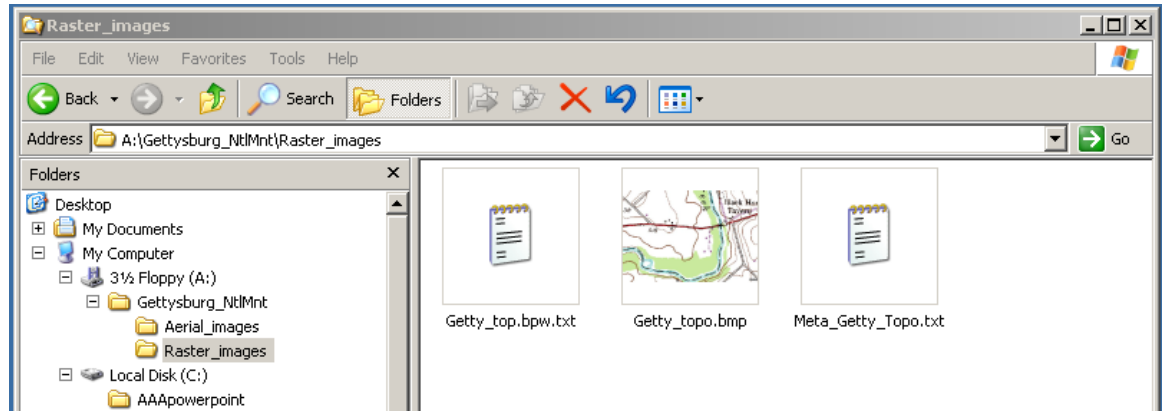 Raster_images
File Edit View Favorites Tools Help
Back Search Folders
Address A:\Gettysburg_NtlMnt\Raster_images Go
Folders
Desktop
My Documents
My Computer
3½ Floppy (A:)
Gettysburg_NtlMnt
Aerial_images
Raster_images
Local Disk (C:)
AAApowerpoint
Getty_top.bpw.txt Getty_topo.bmp Meta_Getty_Topo.txt